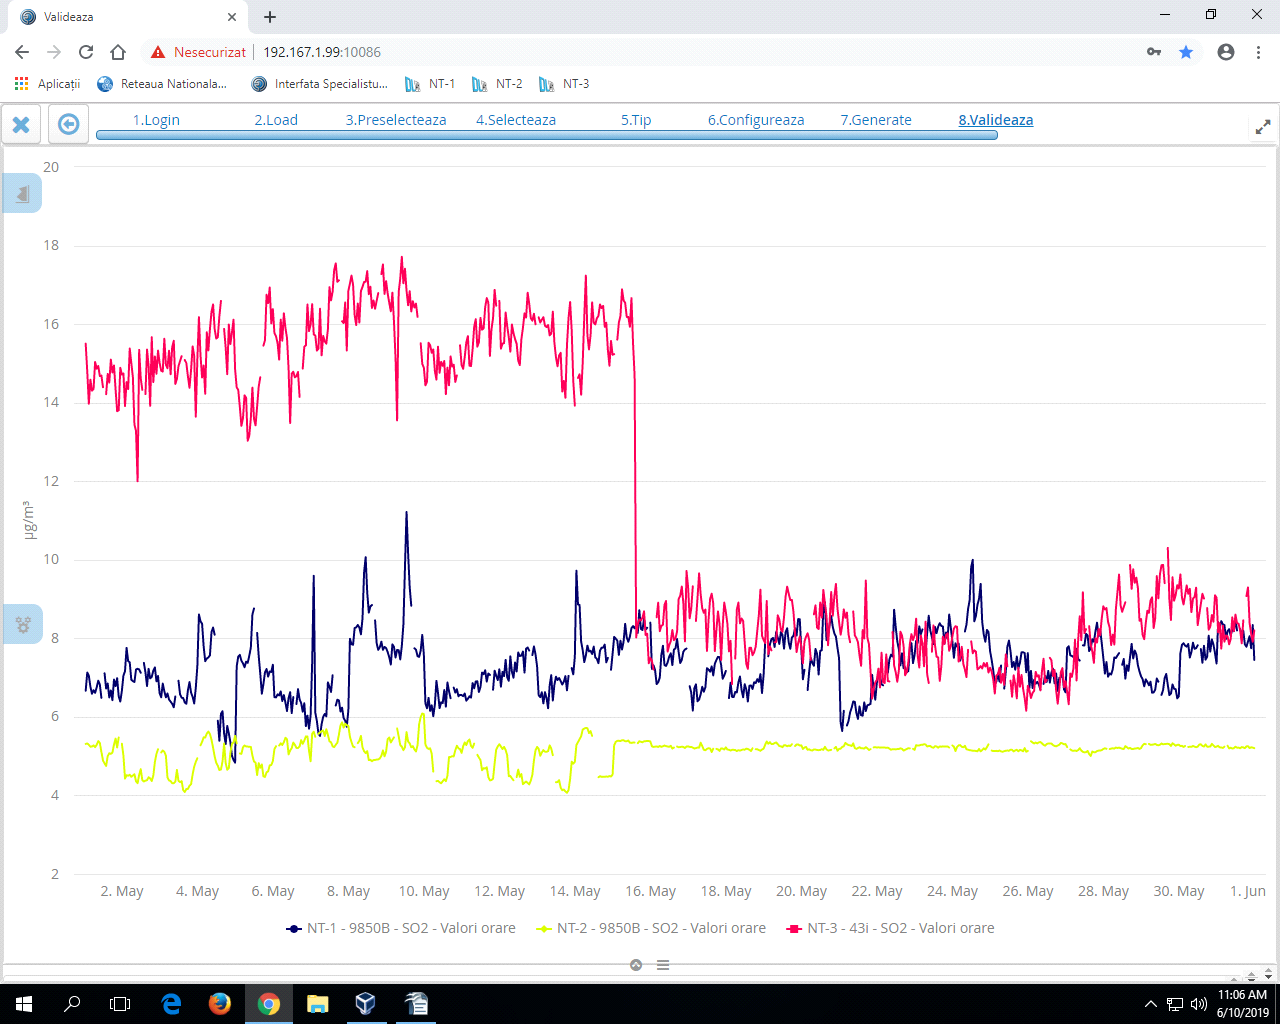 Valideaza
Nesecurizat 192.167.1.99:10086
Aplicații Reteaua Nationala... Interfata Specialistu... NT-1 NT-2 NT-3
1.Login 2.Load 3.Preselecteaza 4.Selecteaza 5.Tip 6.Configureaza 7.Generate 8.Valideaza
20
18
16
14
12
10
8
6
4
2
µg/m³
2. May 4. May 6. May 8. May 10. May 12. May 14. May 16. May 18. May 20. May 22. May 24. May 26. May 28. May 30. May 1. Jun
NT-1 - 9850B - SO2 - Valori orare NT-2 - 9850B - SO2 - Valori orare NT-3 - 43i - SO2 - Valori orare
11:06 AM
6/10/2019